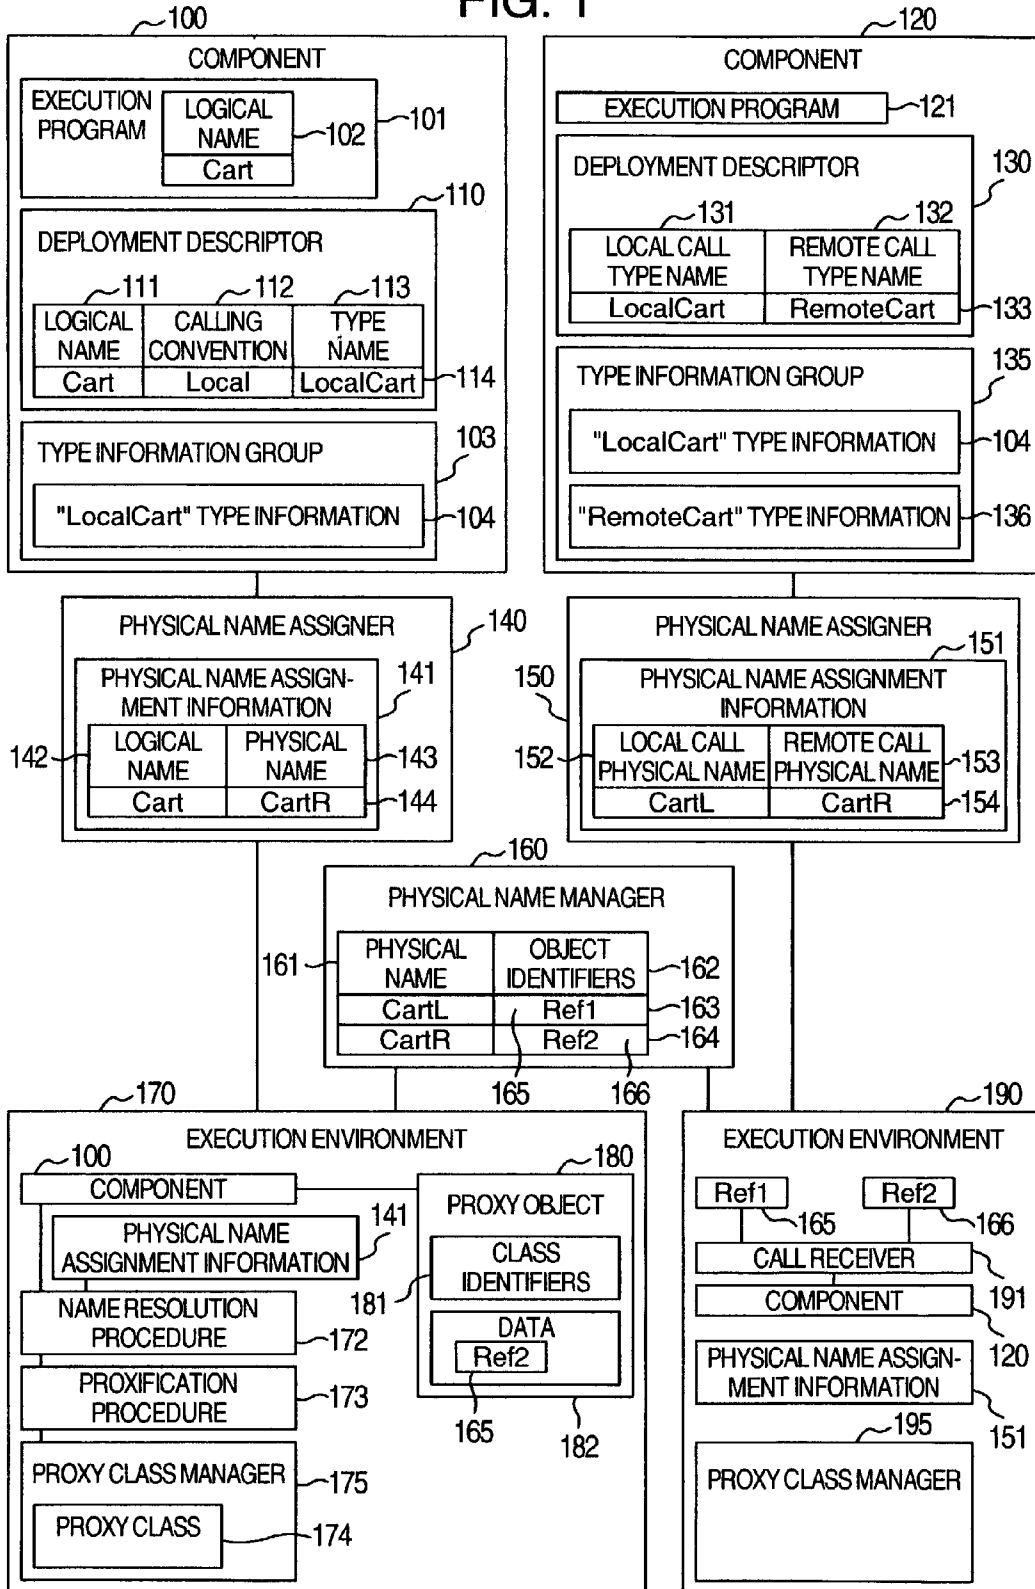 FIG. 1
100
COMPONENT
EXECUTION
PROGRAM
LOGICAL
NAME
Cart
102
101
110
DEPLOYMENT DESCRIPTOR
111
112
113
LOGICAL
NAME
CALLING
CONVENTION
TYPE
NAME
Cart
Local
LocalCart
114
TYPE INFORMATION GROUP
103
"LocalCart" TYPE INFORMATION
104
120
COMPONENT
EXECUTION PROGRAM
121
DEPLOYMENT DESCRIPTOR
130
131
132
LOCAL CALL
TYPE NAME
REMOTE CALL
TYPE NAME
LocalCart
RemoteCart
133
TYPE INFORMATION GROUP
135
"LocalCart" TYPE INFORMATION
104
"RemoteCart" TYPE INFORMATION
136
PHYSICAL NAME ASSIGNER
140
PHYSICAL NAME ASSIGN-
MENT INFORMATION
141
142
LOGICAL
NAME
PHYSICAL
NAME
143
Cart
CartR
144
PHYSICAL NAME ASSIGNER
151
150
PHYSICAL NAME ASSIGNMENT
INFORMATION
152
LOCAL CALL
PHYSICAL NAME
REMOTE CALL
PHYSICAL NAME
153
CartL
CartR
154
160
PHYSICAL NAME MANAGER
161
PHYSICAL
NAME
OBJECT
IDENTIFIERS
162
CartL
Ref1
163
CartR
Ref2
164
165
166
170
EXECUTION ENVIRONMENT
100
COMPONENT
PHYSICAL NAME
ASSIGNMENT INFORMATION
141
NAME RESOLUTION
PROCEDURE
172
PROXIFICATION
PROCEDURE
173
PROXY CLASS MANAGER
175
PROXY CLASS
174
180
PROXY OBJECT
CLASS
IDENTIFIERS
181
DATA
Ref2
165
182
190
EXECUTION ENVIRONMENT
Ref1
Ref2
165
166
CALL RECEIVER
191
COMPONENT
120
PHYSICAL NAME ASSIGN-
MENT INFORMATION
151
195
PROXY CLASS MANAGER